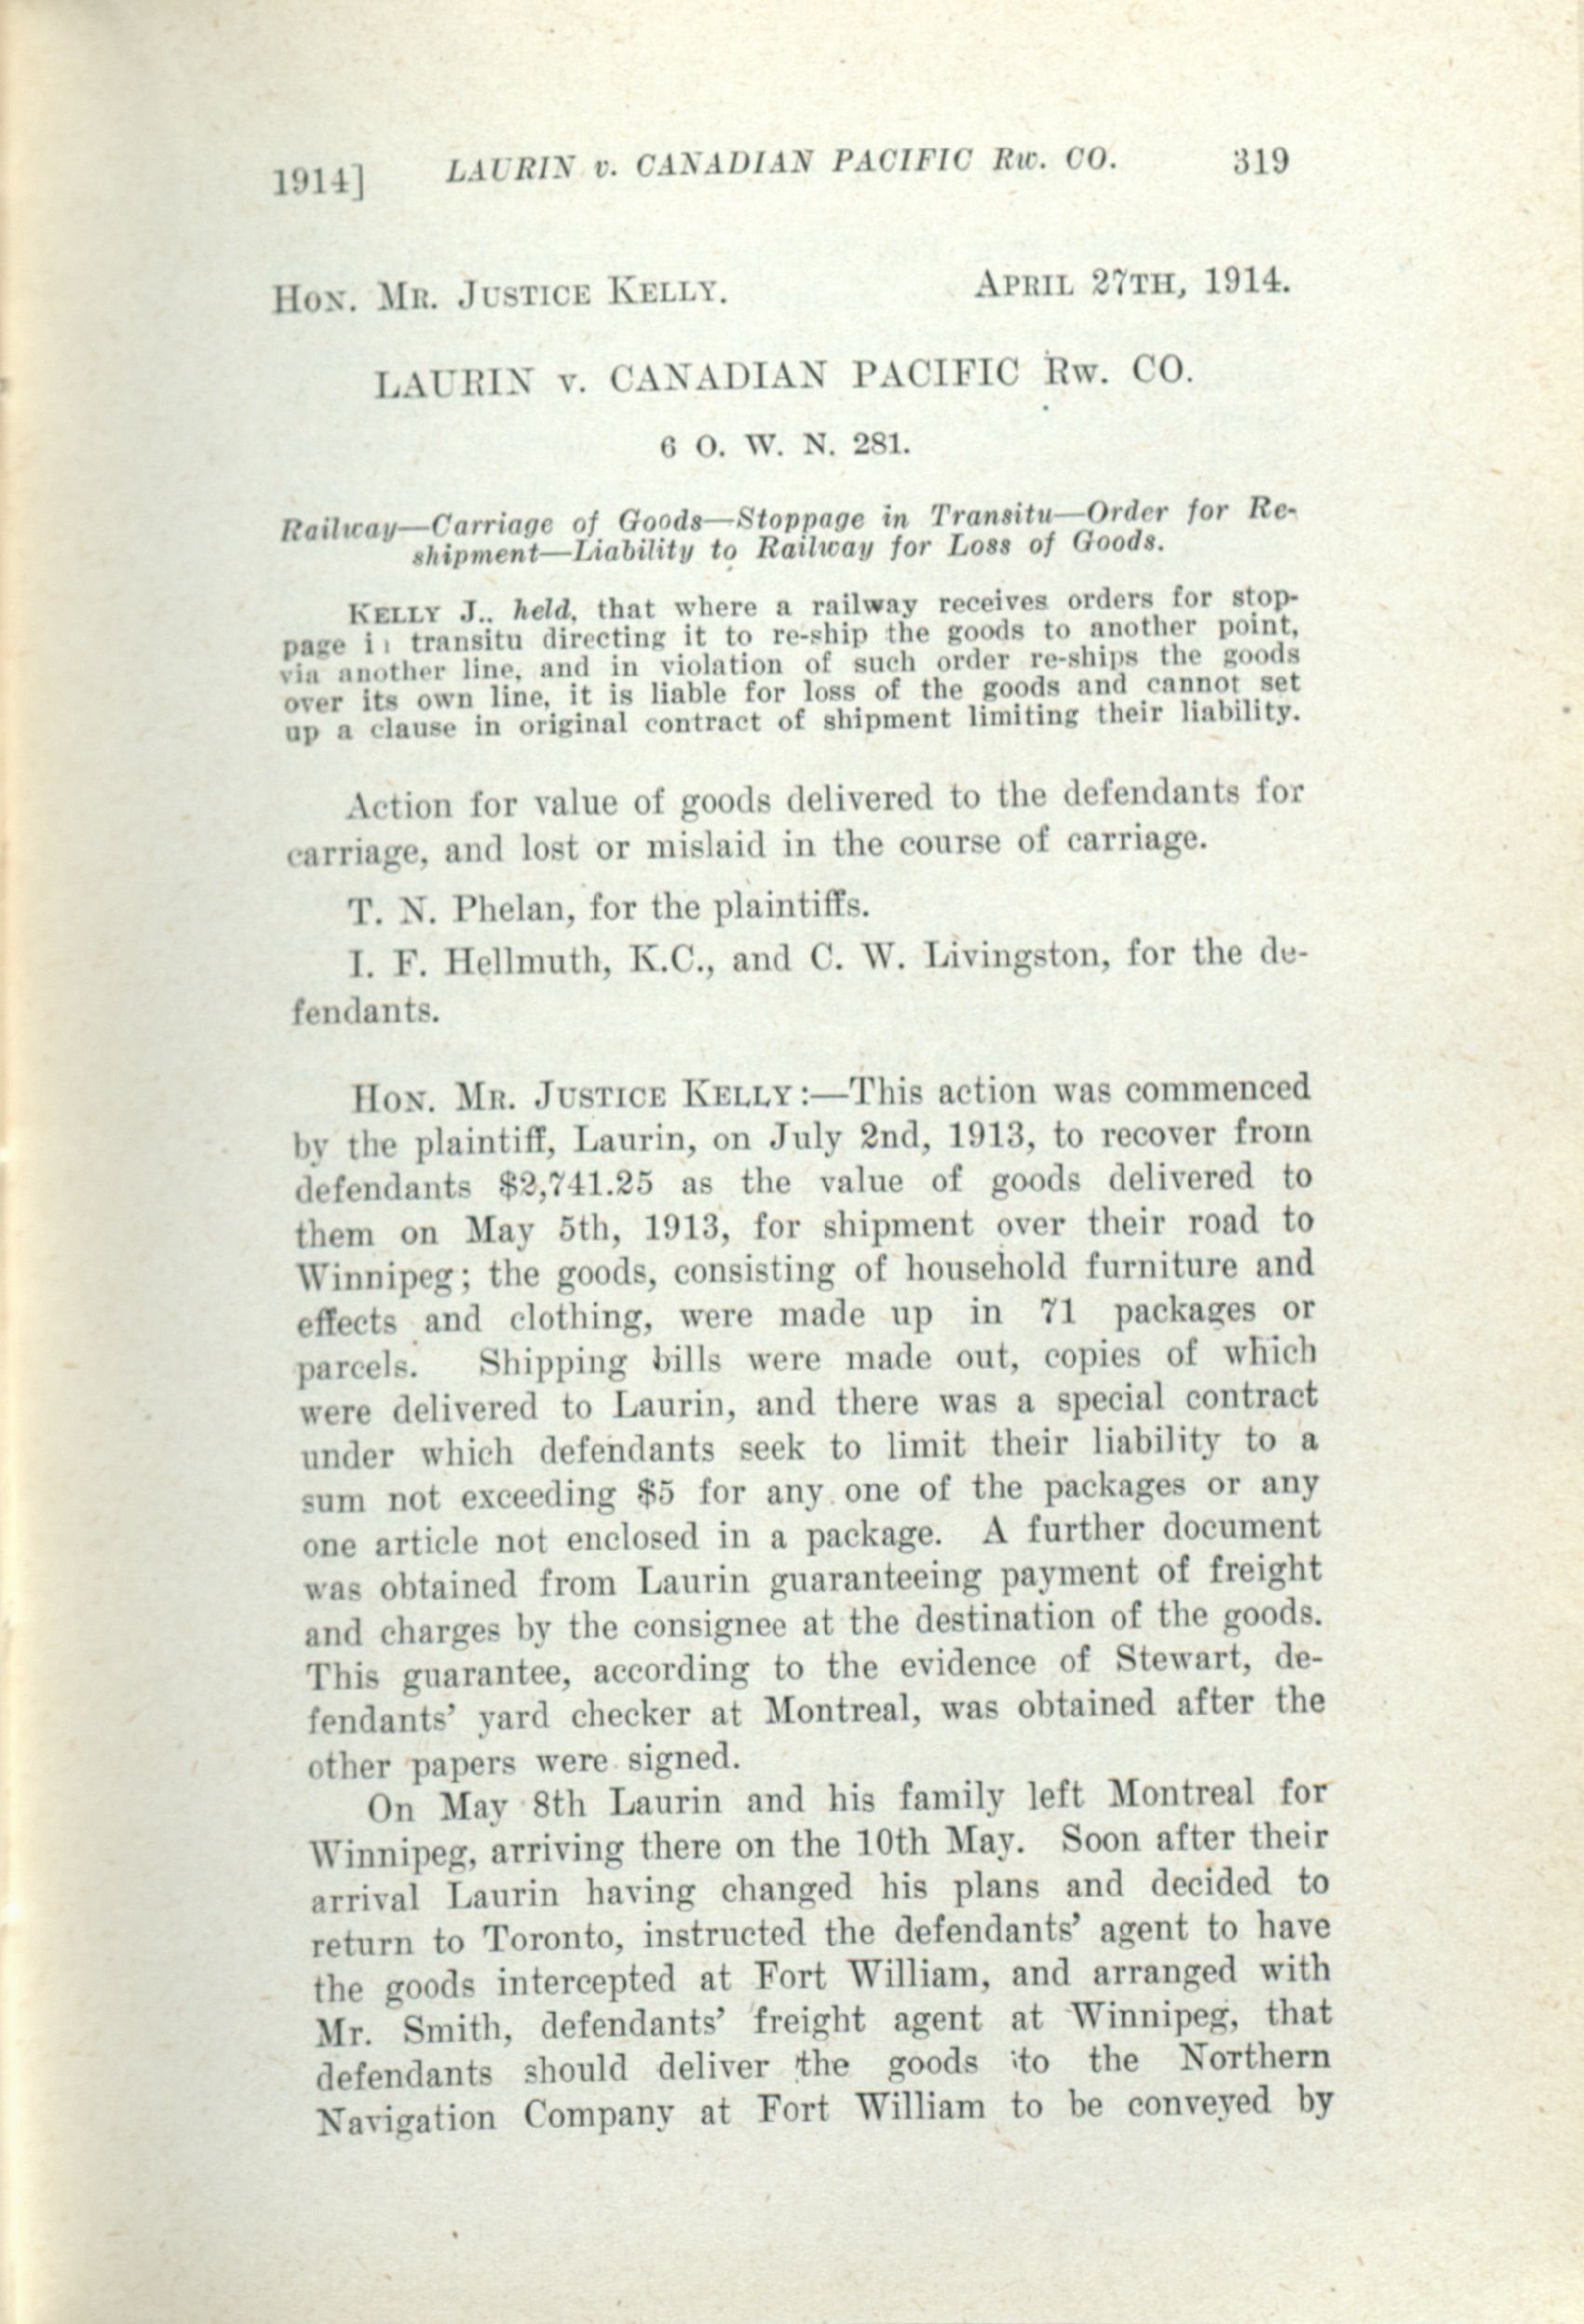 1914] LAURIN v. CANADIAN PACIFIC Rw. CO. 319
HON. MR. JUSTICE KELLY. APRIL 27TH, 1914.
LAURIN v. CANADIAN PACIFIC RW. CO.
6 O. W. N. 281.
Railway—Carriage of Goods—Stoppage in Transitu—Order for Re-
shipment—Liability to Railway for Loss of Goods.
KELLY J.. held, that where a railway receives orders for stop-
page i1 transitu directing it to re-ship the goods to another point,
via another line, and in violation of such order re-ships the goods
over its own line, it is liable for loss of the goods and cannot set
up a clause in original contract of shipment limiting their liability.
Action for value of goods delivered to the defendants for
carriage, and lost or mislaid in the course of carriage.
T. N. Phelan, for the plaintiffs.
I. F. Hellmuth, K.C., and C. W. Livingston, for the de-
fendants.
HON. MR. JUSTICE KELLY:—This action was commenced
by the plaintiff, Laurin, on July 2nd, 1913, to recover from
defendants $2,741.25 as the value of goods delivered to
them on May 5th, 1913, for shipment over their road to
Winnipeg; the goods, consisting of household furniture and
effects and clothing, were made up in 71 packages or
parcels. Shipping bills were made out, copies of which
were delivered to Laurin, and there was a special contract
under which defendants seek to limit their liability to a
sum not exceeding $5 for any one of the packages or any
one article not enclosed in a package. A further document
was obtained from Laurin guaranteeing payment of freight
and charges by the consignee at the destination of the goods.
This guarantee, according to the evidence of Stewart, de-
fendants' yard checker at Montreal, was obtained after the
other papers were signed.
On May 8th Laurin and his family left Montreal for
Winnipeg, arriving there on the 10th May. Soon after their
arrival Laurin having changed his plans and decided to
return to Toronto, instructed the defendants' agent to have
the goods intercepted at Fort William, and arranged with
Mr. Smith, defendants' freight agent at Winnipeg, that
defendants should deliver the goods to the Northern
Navigation Company at Fort William to be conveyed by